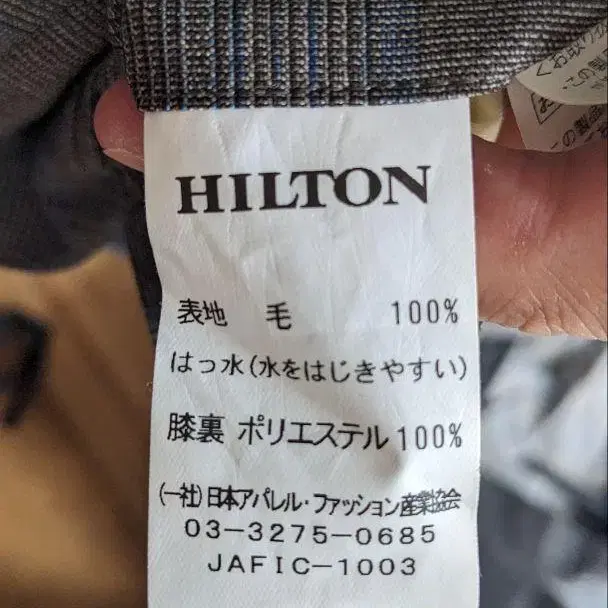 HILTON
表地 毛 100%
はっ水(水をはじきやすい)
膝裏 ポリエステル 100%
(一社)日本アパレル・ファッション産業協会
03-3275-0685
JAFIC-1003